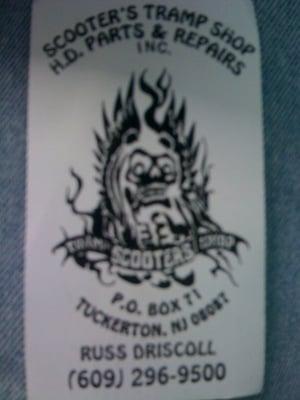 SCOOTER'S TRAMP SHOP
H.D. PARTS & REPAIRS
INC.
TRAMP SCOOTERS SHOP
P.O. BOX 71
TUCKERTON, NJ 08087
RUSS DRISCOLL
(609) 296-9500